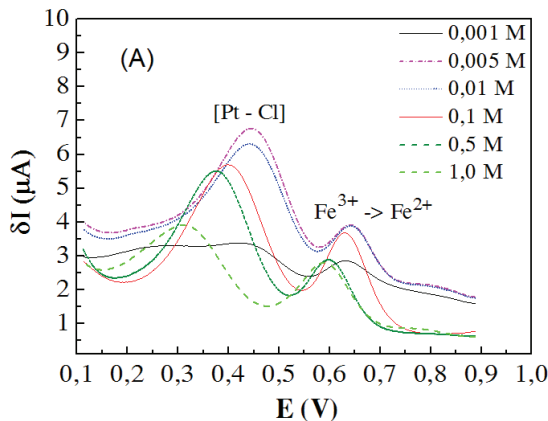 10
9
8
7
6
5
4
3
2
1
δI (µA)
(A)
[Pt - Cl]
Fe³⁺ -> Fe²⁺
0,001 M
0,005 M
0,01 M
0,1 M
0,5 M
1,0 M
0,1 0,2 0,3 0,4 0,5 0,6 0,7 0,8 0,9 1,0
E (V)